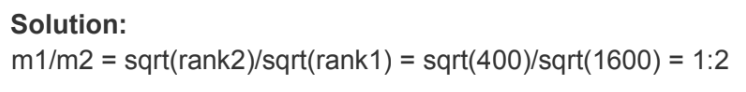 Solution:
m1/m2 = sqrt(rank2)/sqrt(rank1) = sqrt(400)/sqrt(1600) = 1:2